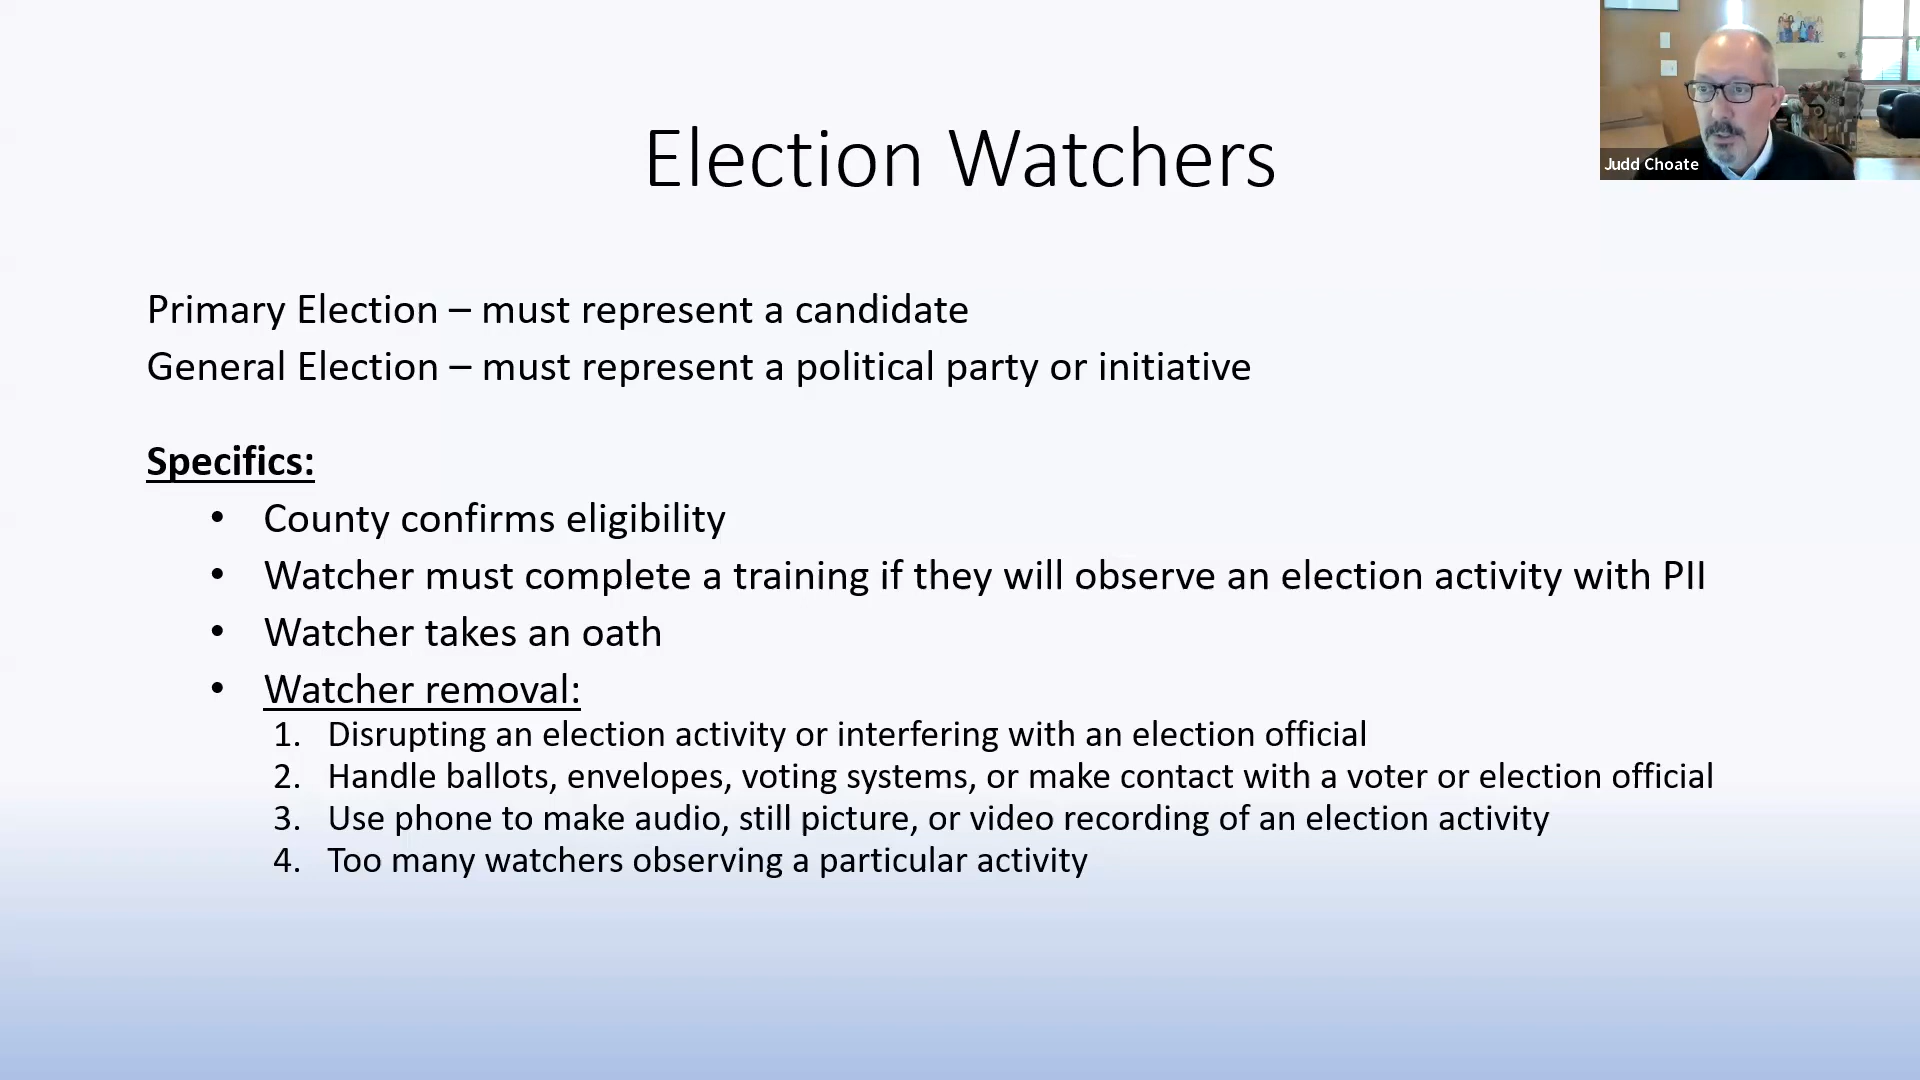 Election Watchers
Judd Choate
Primary Election – must represent a candidate
General Election – must represent a political party or initiative
Specifics:
• County confirms eligibility
• Watcher must complete a training if they will observe an election activity with PII
• Watcher takes an oath
• Watcher removal:
1. Disrupting an election activity or interfering with an election official
2. Handle ballots, envelopes, voting systems, or make contact with a voter or election official
3. Use phone to make audio, still picture, or video recording of an election activity
4. Too many watchers observing a particular activity